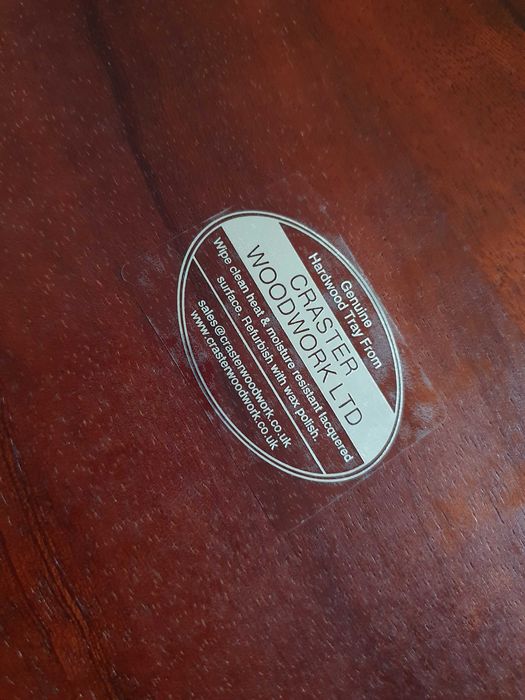 Genuine
Hardwood Tray From
CRASTER
WOODWORK LTD
Wipe clean heat & moisture resistant lacquered
surface. Refurbish with wax polish.
sales@crasterwoodwork.co.uk
www.crasterwoodwork.co.uk